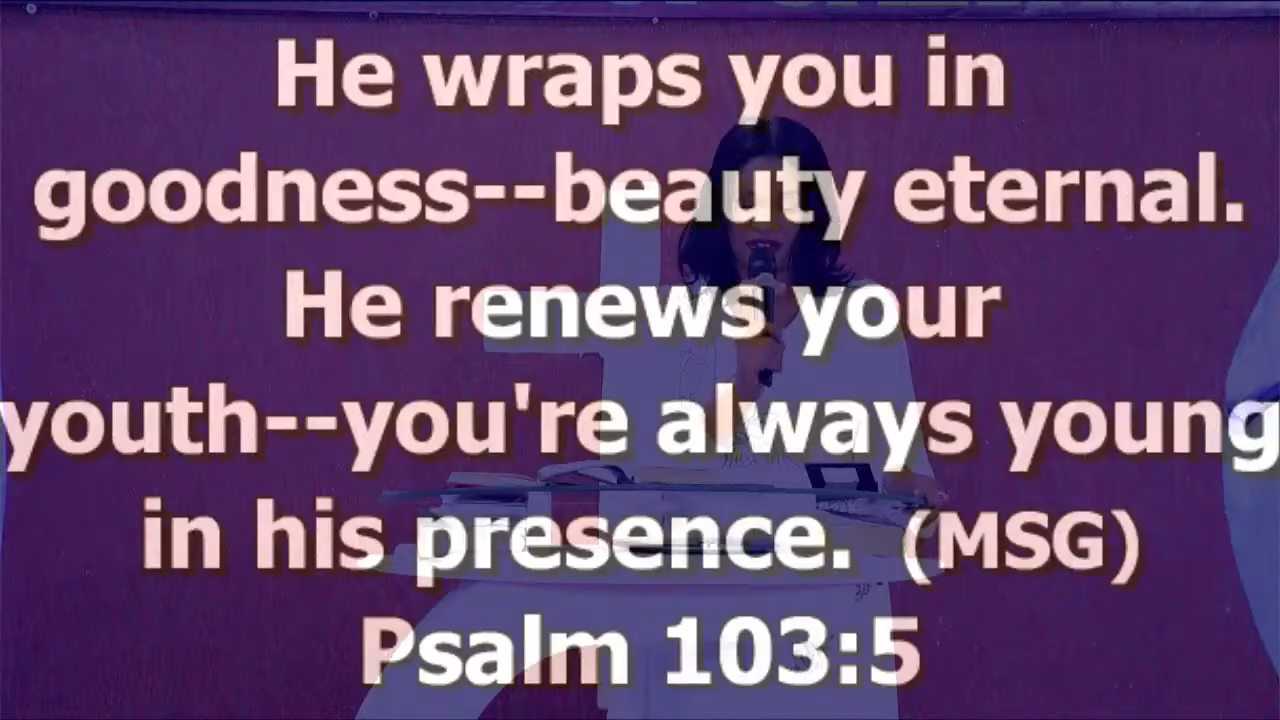 He wraps you in
goodness--beauty eternal.
He renews your
youth--you're always young
in his presence. (MSG)
Psalm 103:5